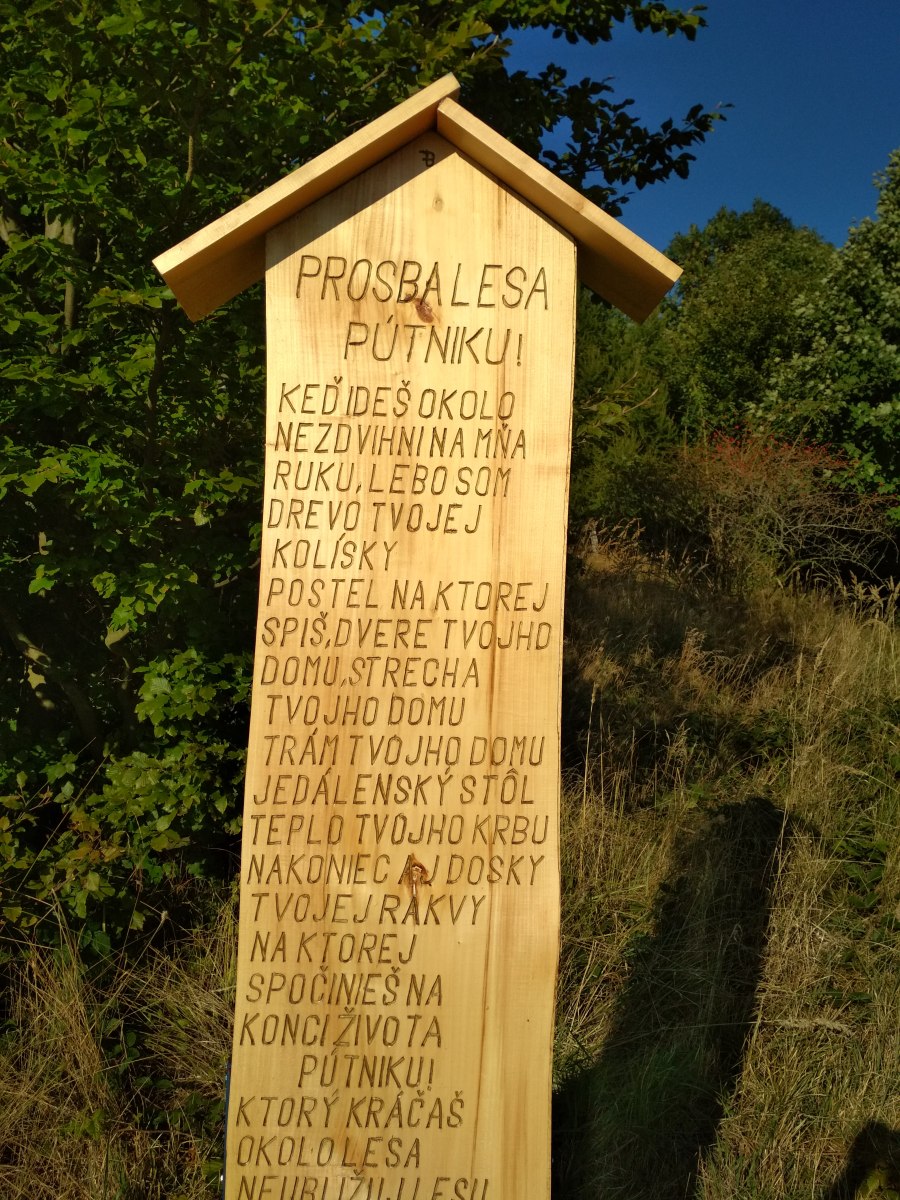 PROSBA LESA
PÚTNIKU!
KEĎ IDEŠ OKOLO
NEZDVIHNI NA MŇA
RUKU, LEBO SOM
DREVO TVOJEJ
KOLÍSKY
POSTEL NA KTOREJ
SPIŠ, DVERE TVOJHO
DOMU, STRECHA
TVOJHO DOMU
TRÁM TVOJHO DOMU
JEDÁLENSKÝ STÔL
TEPLO TVOJHO KRBU
NAKONIEC AJ DOSKY
TVOJEJ RAKVY
NA KTOREJ
SPOČINIEŠ NA
KONCI ŽIVOTA
PÚTNIKU!
KTORÝ KRÁČAŠ
OKOLO LESA
NEUBLIŽUJ LESU